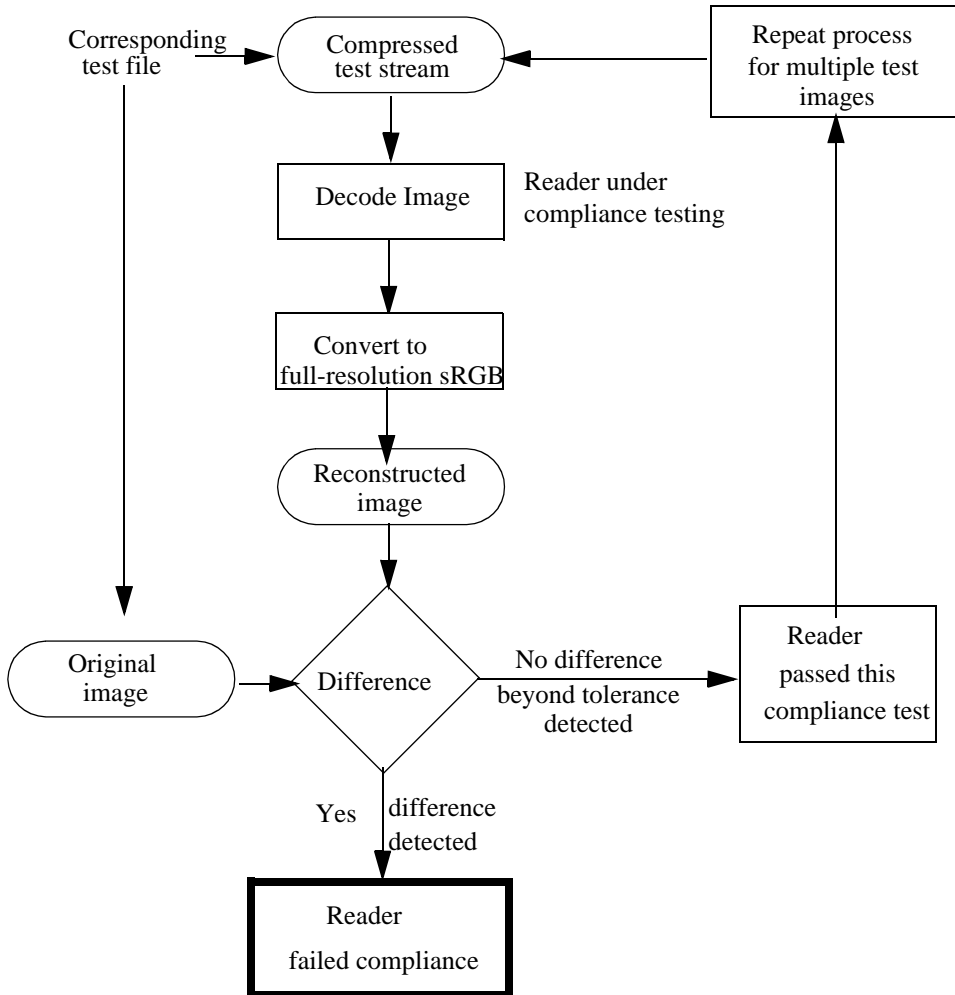 Corresponding
test file
Compressed
test stream
Repeat process
for multiple test
images
Decode Image
Reader under
compliance testing
Convert to
full-resolution sRGB
Reconstructed
image
Original
image
Difference
No difference
beyond tolerance
detected
Reader
passed this
compliance test
Yes
difference
detected
Reader
failed compliance